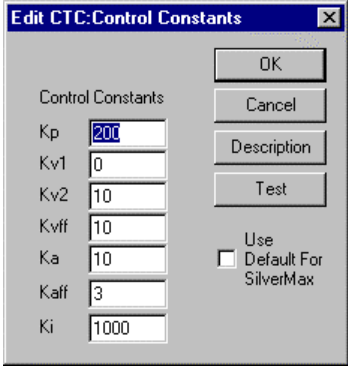 Edit CTC:Control Constants
OK
Control Constants
Cancel
Kp 200
Description
Kv1 0
Kv2 10
Test
Kvff 10
Ka 10
Use
Default For
SilverMax
Kaff 3
Ki 1000